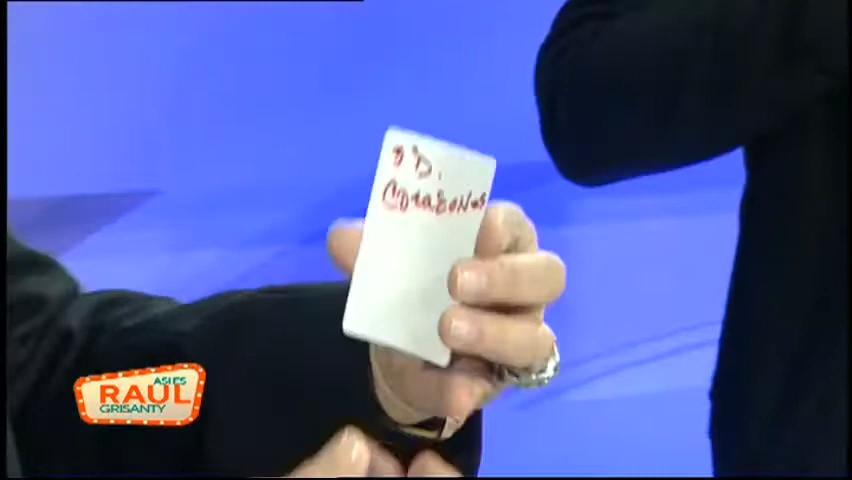 D.
CORAZONES
ASI ES
RAUL
GRISANTY